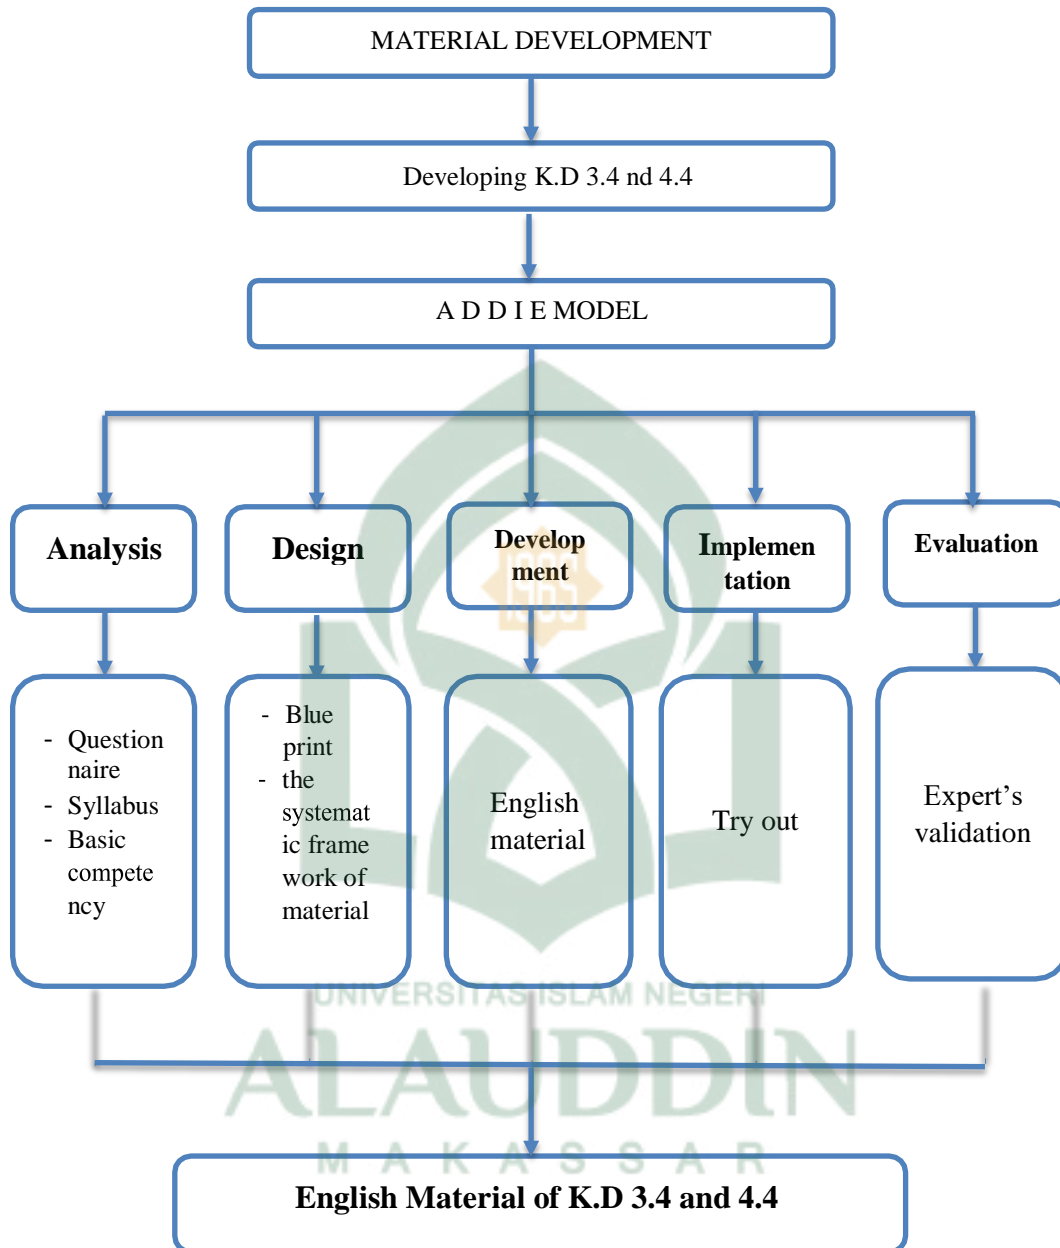 MATERIAL DEVELOPMENT
Developing K.D 3.4 nd 4.4
A D D I E MODEL
Analysis
Design
Develop
ment
Implemen
tation
Evaluation
- Question
naire
- Syllabus
- Basic
compete
ncy
- Blue
print
- the
systemat
ic frame
work of
material
English
material
Try out
Expert’s
validation
UNIVERSITAS ISLAM NEGERI
ALAUDDIN
MAKASSAR
English Material of K.D 3.4 and 4.4